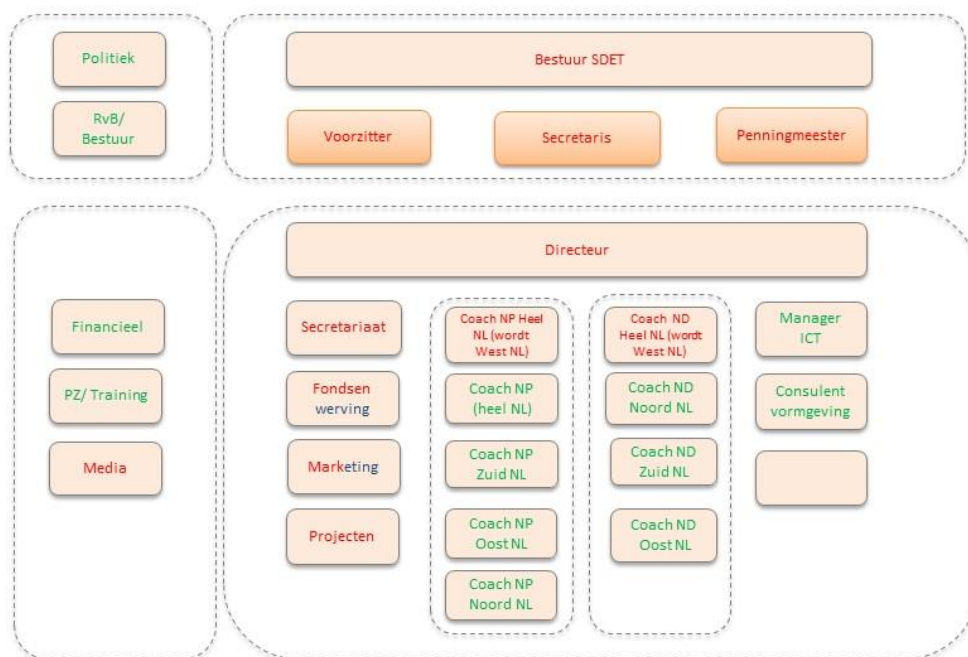 Politiek
RvB/
Bestuur
Bestuur SDET
Voorzitter
Secretaris
Penningmeester
Financieel
PZ/ Training
Media
Directeur
Secretariaat
Fondsen
werving
Marketing
Projecten
Coach NP Heel
NL (wordt
West NL)
Coach NP
(heel NL)
Coach NP
Zuid NL
Coach NP
Oost NL
Coach NP
Noord NL
Coach ND
Heel NL (wordt
West NL)
Coach ND
Noord NL
Coach ND
Zuid NL
Coach ND
Oost NL
Manager
ICT
Consulent
vormgeving